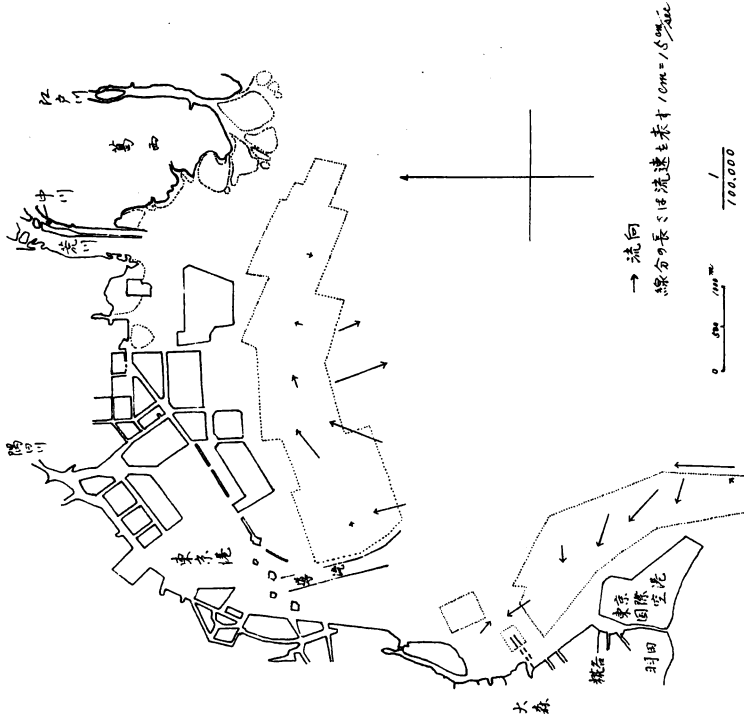 江戸川
葛西
中川
荒川
隅田川
東京港
→ 流向
線分の長さは流速を表す 1cm=15cm/sec
0 500 1000m
1
100.000
東京
国際
空港
羽田
糀谷
大森